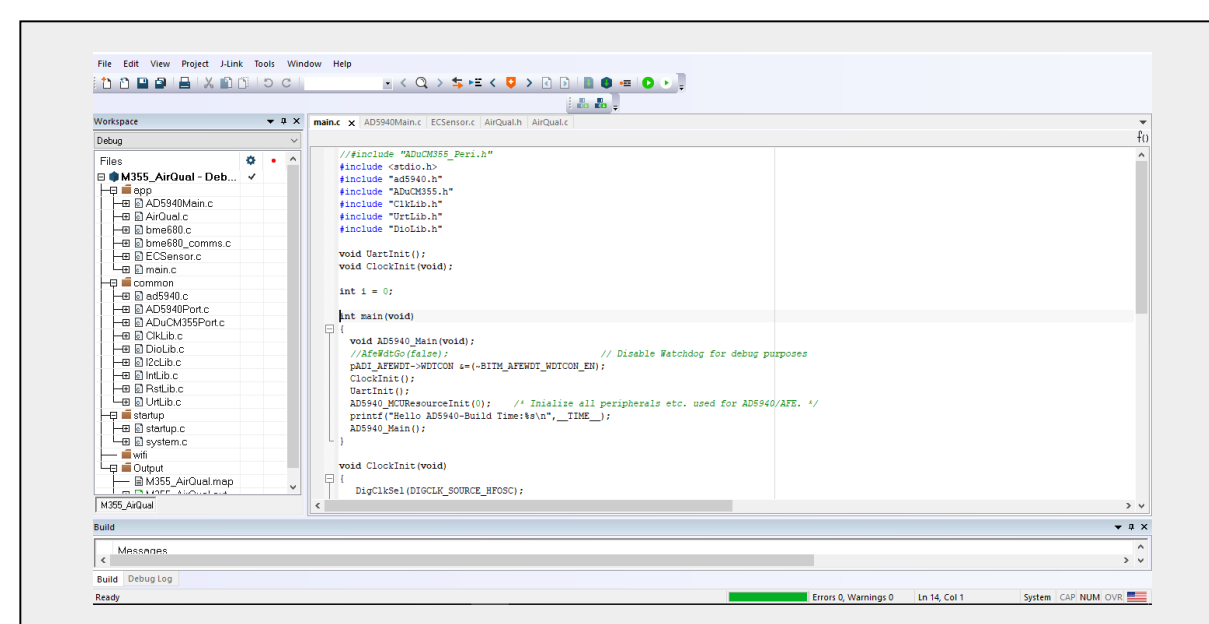 File Edit View Project J-Link Tools Window Help
Workspace
main.c AD5940Main.c ECSensor.c AirQual.h AirQual.c
Debug
f()
Files
M355_AirQual - Deb...
app
AD5940Main.c
AirQual.c
bme680.c
bme680_comms.c
ECSensor.c
main.c
common
ad5940.c
AD5940Port.c
ADuCM355Port.c
ClkLib.c
DioLib.c
I2cLib.c
IntLib.c
RstLib.c
UrtLib.c
startup
startup.c
system.c
wifi
Output
M355_AirQual.map
M355_AirQual
//#include "ADuCM355_Peri.h"
#include <stdio.h>
#include "ad5940.h"
#include "ADuCM355.h"
#include "ClkLib.h"
#include "UrtLib.h"
#include "DioLib.h"
void UartInit();
void ClockInit(void);
int i = 0;
int main(void)
{
void AD5940_Main(void);
//AfeWdtGo(false); // Disable Watchdog for debug purposes
pADI_AFEWDT->WDTCON &=(~BITM_AFEWDT_WDTCON_EN);
ClockInit();
UartInit();
AD5940_MCUResourceInit(0); /* Inialize all peripherals etc. used for AD5940/AFE. */
printf("Hello AD5940-Build Time:%s\n",__TIME__);
AD5940_Main();
}
void ClockInit(void)
{
DigClkSel(DIGCLK_SOURCE_HFOSC);
Build
Messages
Build Debug Log
Ready Errors 0, Warnings 0 Ln 14, Col 1 System CAP NUM OVR